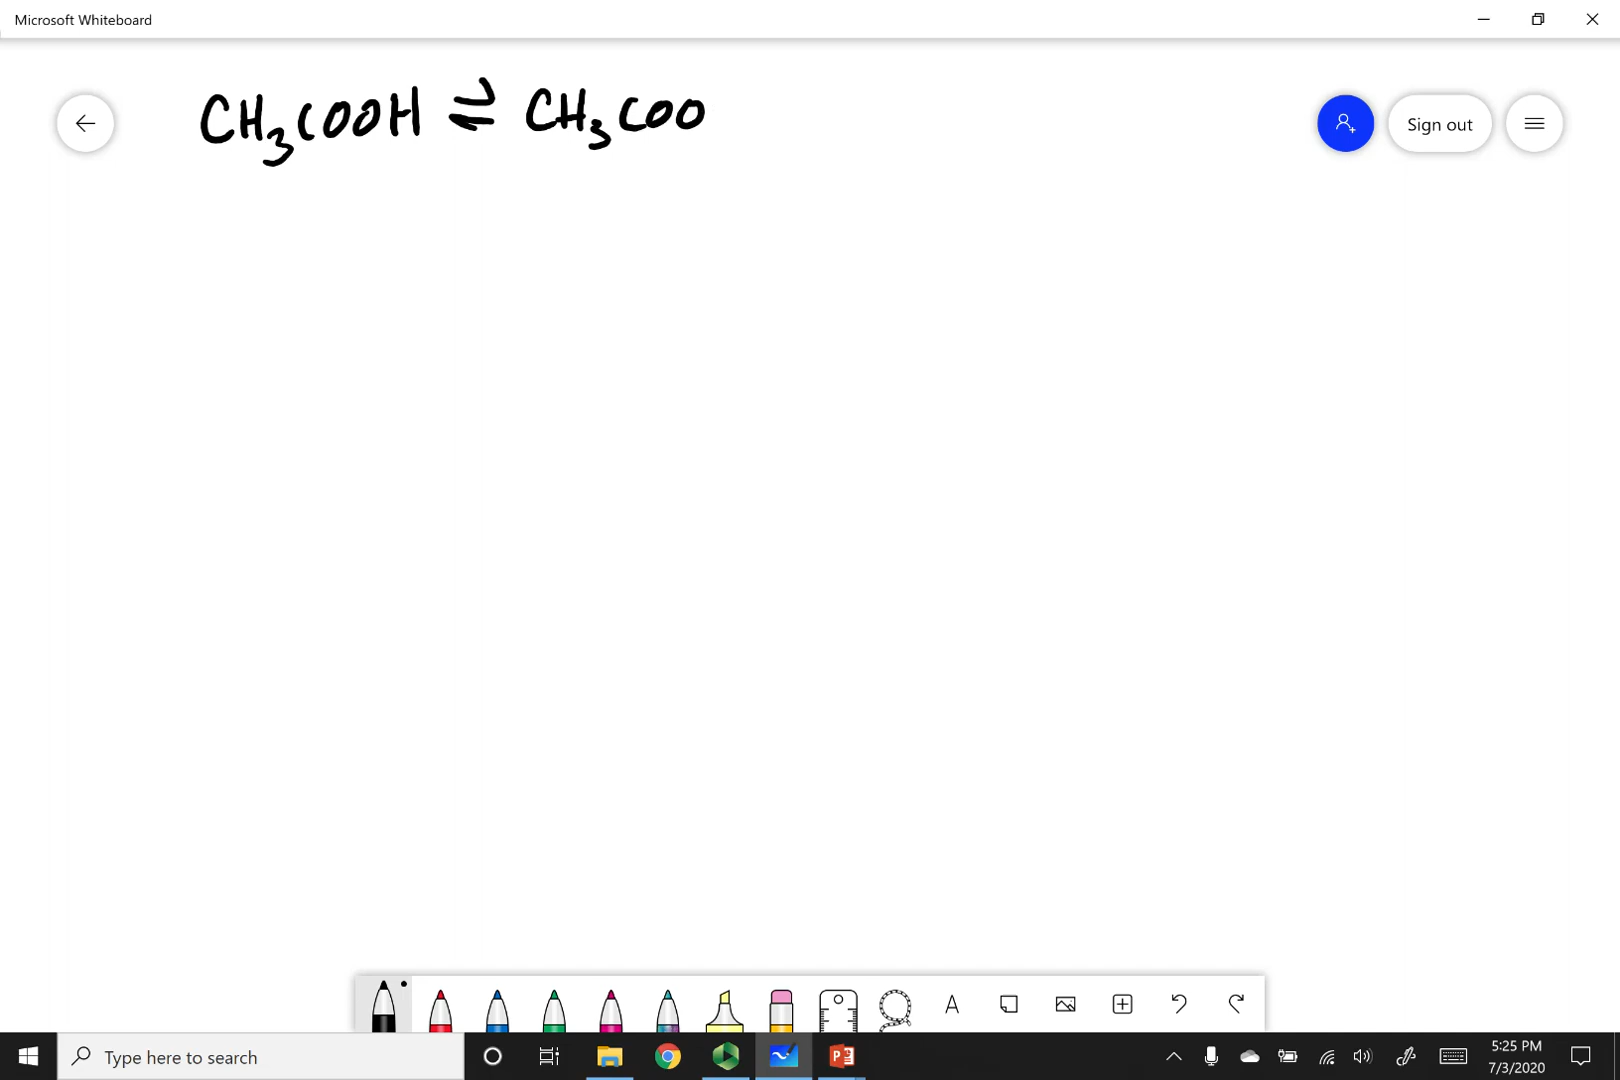 Microsoft Whiteboard
CH₃COOH ⇌ CH₃COO
Sign out
A
Type here to search
5:25 PM
7/3/2020